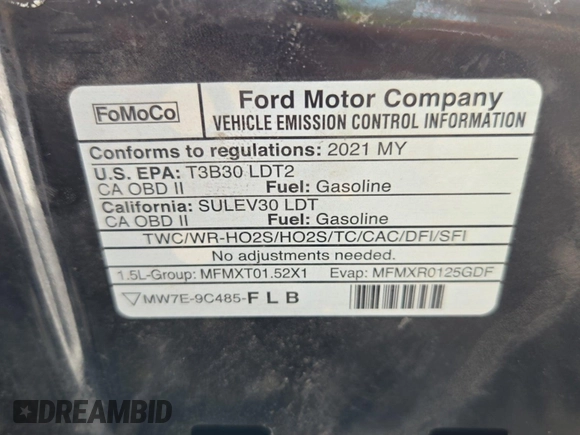 FoMoCo
Ford Motor Company
VEHICLE EMISSION CONTROL INFORMATION
Conforms to regulations: 2021 MY
U.S. EPA: T3B30 LDT2
CA OBD II Fuel: Gasoline
California: SULEV30 LDT
CA OBD II Fuel: Gasoline
TWC/WR-HO2S/HO2S/TC/CAC/DFI/SFI
No adjustments needed.
1.5L-Group: MFMXT01.52X1 Evap: MFMXR0125GDF
MW7E-9C485-F L B
DREAMBID